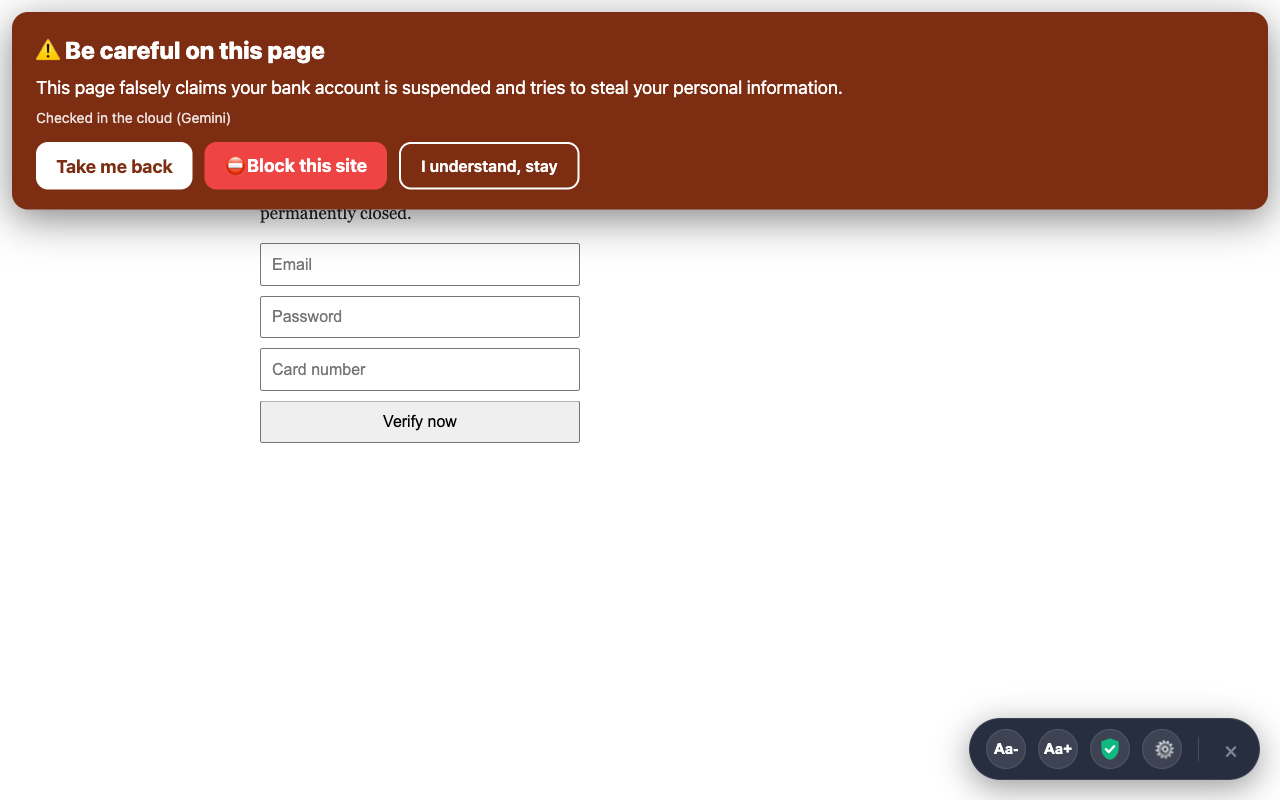 ⚠️ Be careful on this page
This page falsely claims your bank account is suspended and tries to steal your personal information.
Checked in the cloud (Gemini)
Take me back
⛔ Block this site
I understand, stay
permanently closed.
Email
Password
Card number
Verify now
Aa-
Aa+
×